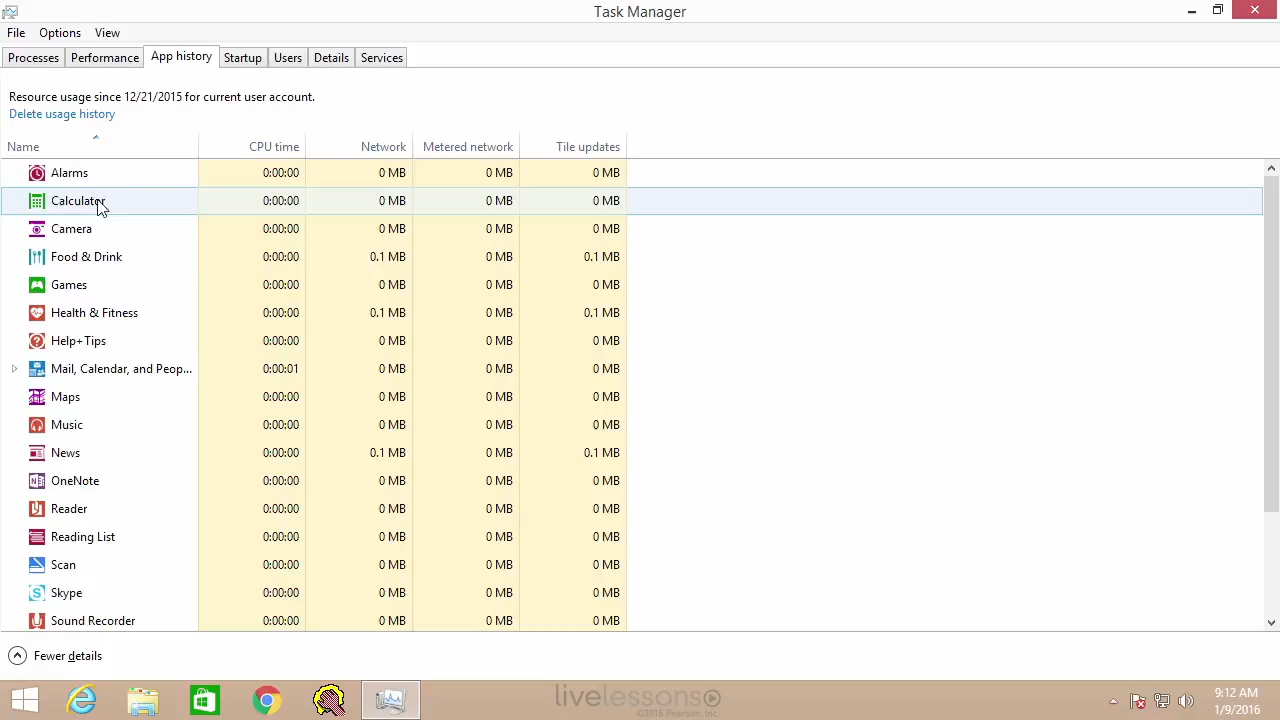 Task Manager
File Options View
Processes Performance App history Startup Users Details Services
Resource usage since 12/21/2015 for current user account.
Delete usage history
Name CPU time Network Metered network Tile updates
Alarms 0:00:00 0 MB 0 MB 0 MB
Calculator 0:00:00 0 MB 0 MB 0 MB
Camera 0:00:00 0 MB 0 MB 0 MB
Food & Drink 0:00:00 0.1 MB 0 MB 0.1 MB
Games 0:00:00 0 MB 0 MB 0 MB
Health & Fitness 0:00:00 0.1 MB 0 MB 0.1 MB
Help+Tips 0:00:00 0 MB 0 MB 0 MB
Mail, Calendar, and Peop... 0:00:01 0 MB 0 MB 0 MB
Maps 0:00:00 0 MB 0 MB 0 MB
Music 0:00:00 0 MB 0 MB 0 MB
News 0:00:00 0.1 MB 0 MB 0.1 MB
OneNote 0:00:00 0 MB 0 MB 0 MB
Reader 0:00:00 0 MB 0 MB 0 MB
Reading List 0:00:00 0 MB 0 MB 0 MB
Scan 0:00:00 0 MB 0 MB 0 MB
Skype 0:00:00 0 MB 0 MB 0 MB
Sound Recorder 0:00:00 0 MB 0 MB 0 MB
Fewer details
livelessons
©2016 Pearson, Inc.
9:12 AM
1/9/2016